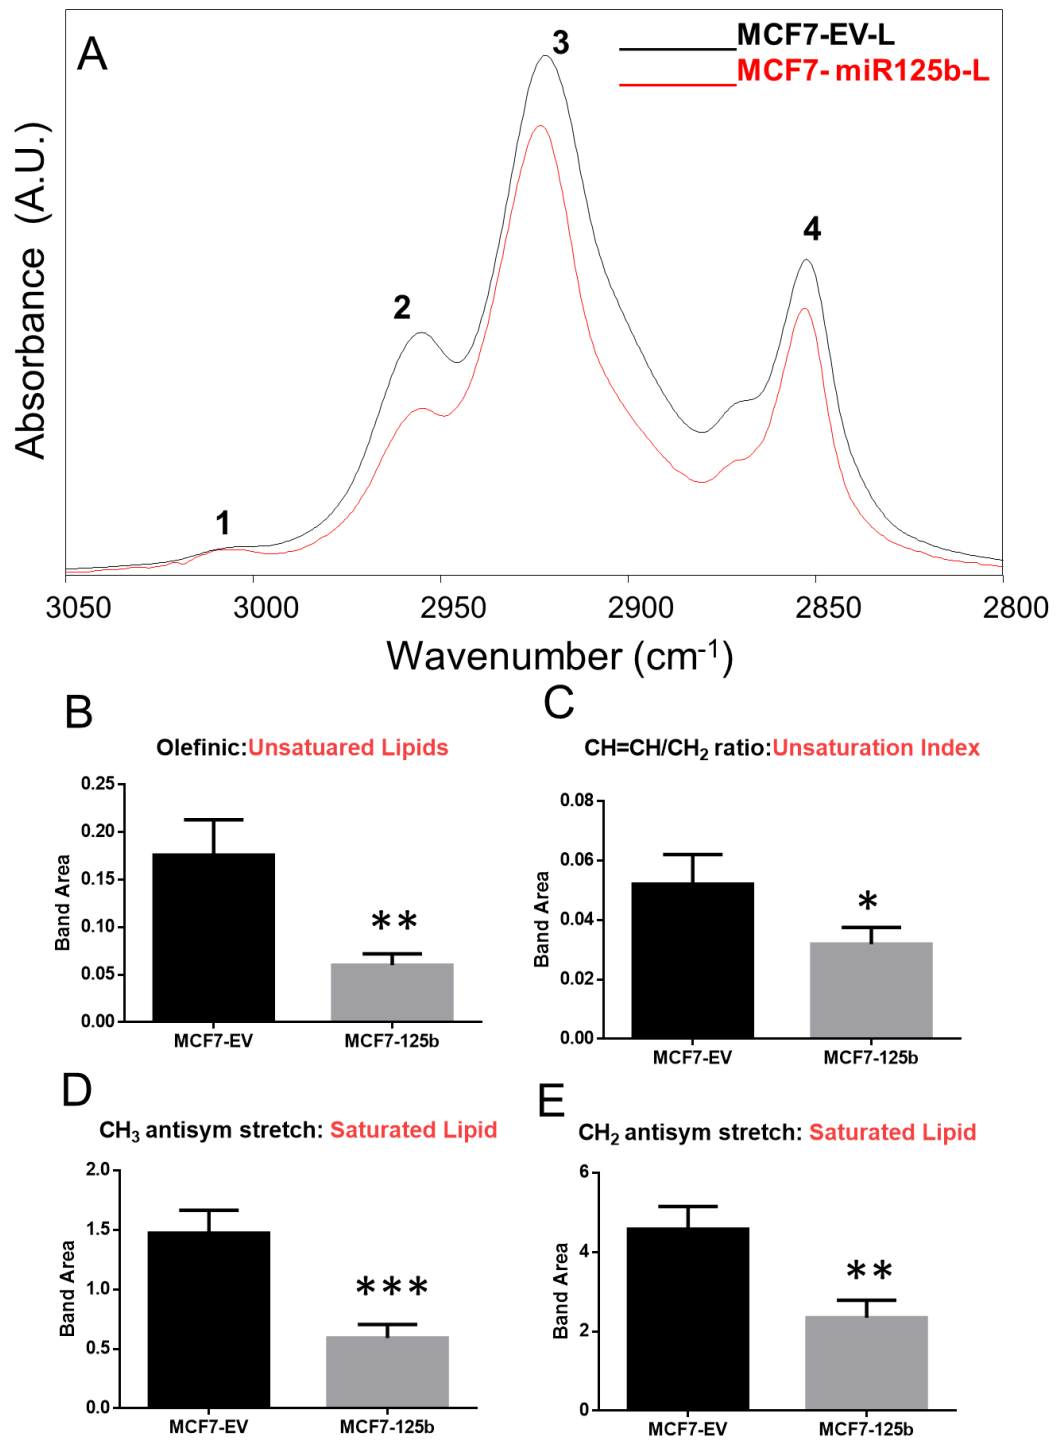 A
MCF7-EV-L
MCF7- miR125b-L
1
2
3
4
Absorbance (A.U.)
3050 3000 2950 2900 2850 2800
Wavenumber (cm-1)
B
Olefinic:Unsatuared Lipids
0.25
0.20
0.15
0.10
0.05
0.00
Band Area
**
MCF7-EV MCF7-125b
C
CH=CH/CH2 ratio:Unsaturation Index
0.08
0.06
0.04
0.02
0.00
Band Area
*
MCF7-EV MCF7-125b
D
CH3 antisym stretch: Saturated Lipid
2.0
1.5
1.0
0.5
0.0
Band Area
***
MCF7-EV MCF7-125b
E
CH2 antisym stretch: Saturated Lipid
6
4
2
0
Band Area
**
MCF7-EV MCF7-125b